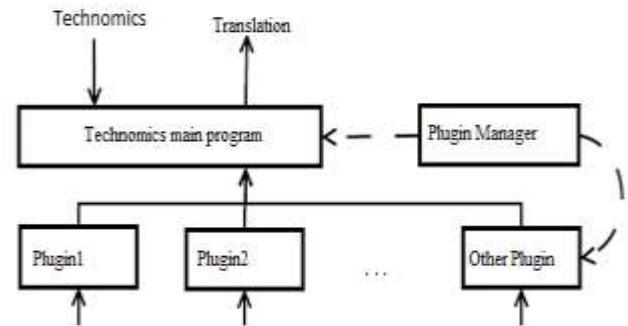 Technomics
Translation
Technomics main program
Plugin Manager
Plugin1
Plugin2
...
Other Plugin